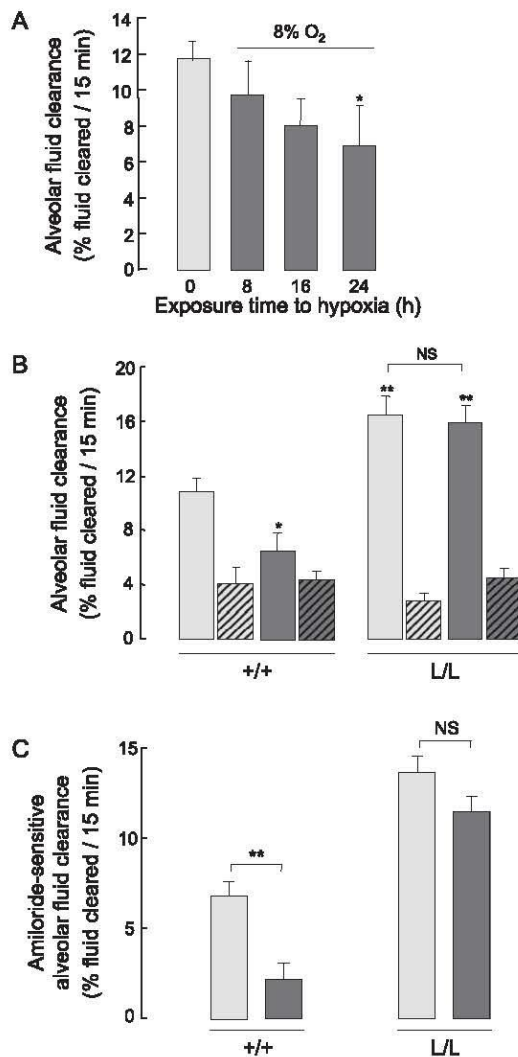 A
8% O2
Alveolar fluid clearance
(% fluid cleared / 15 min)
14
12
10
8
6
4
2
0
*
0 8 16 24
Exposure time to hypoxia (h)
B
NS
Alveolar fluid clearance
(% fluid cleared / 15 min)
20
16
12
8
4
0
*
**
**
+/+ L/L
C
NS
Amiloride-sensitive
alveolar fluid clearance
(% fluid cleared / 15 min)
15
10
5
0
**
+/+ L/L